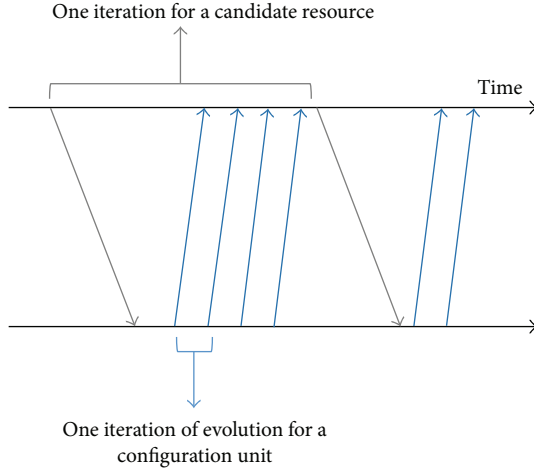 One iteration for a candidate resource
Time
One iteration of evolution for a
configuration unit